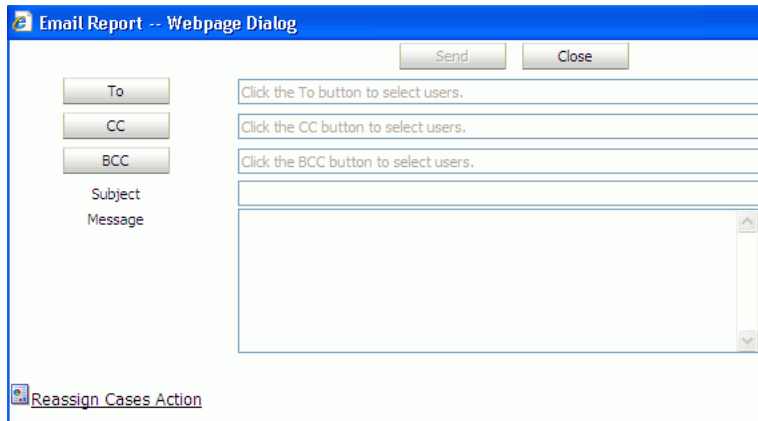 Email Report -- Webpage Dialog
Send Close
To Click the To button to select users.
CC Click the CC button to select users.
BCC Click the BCC button to select users.
Subject
Message
Reassign Cases Action